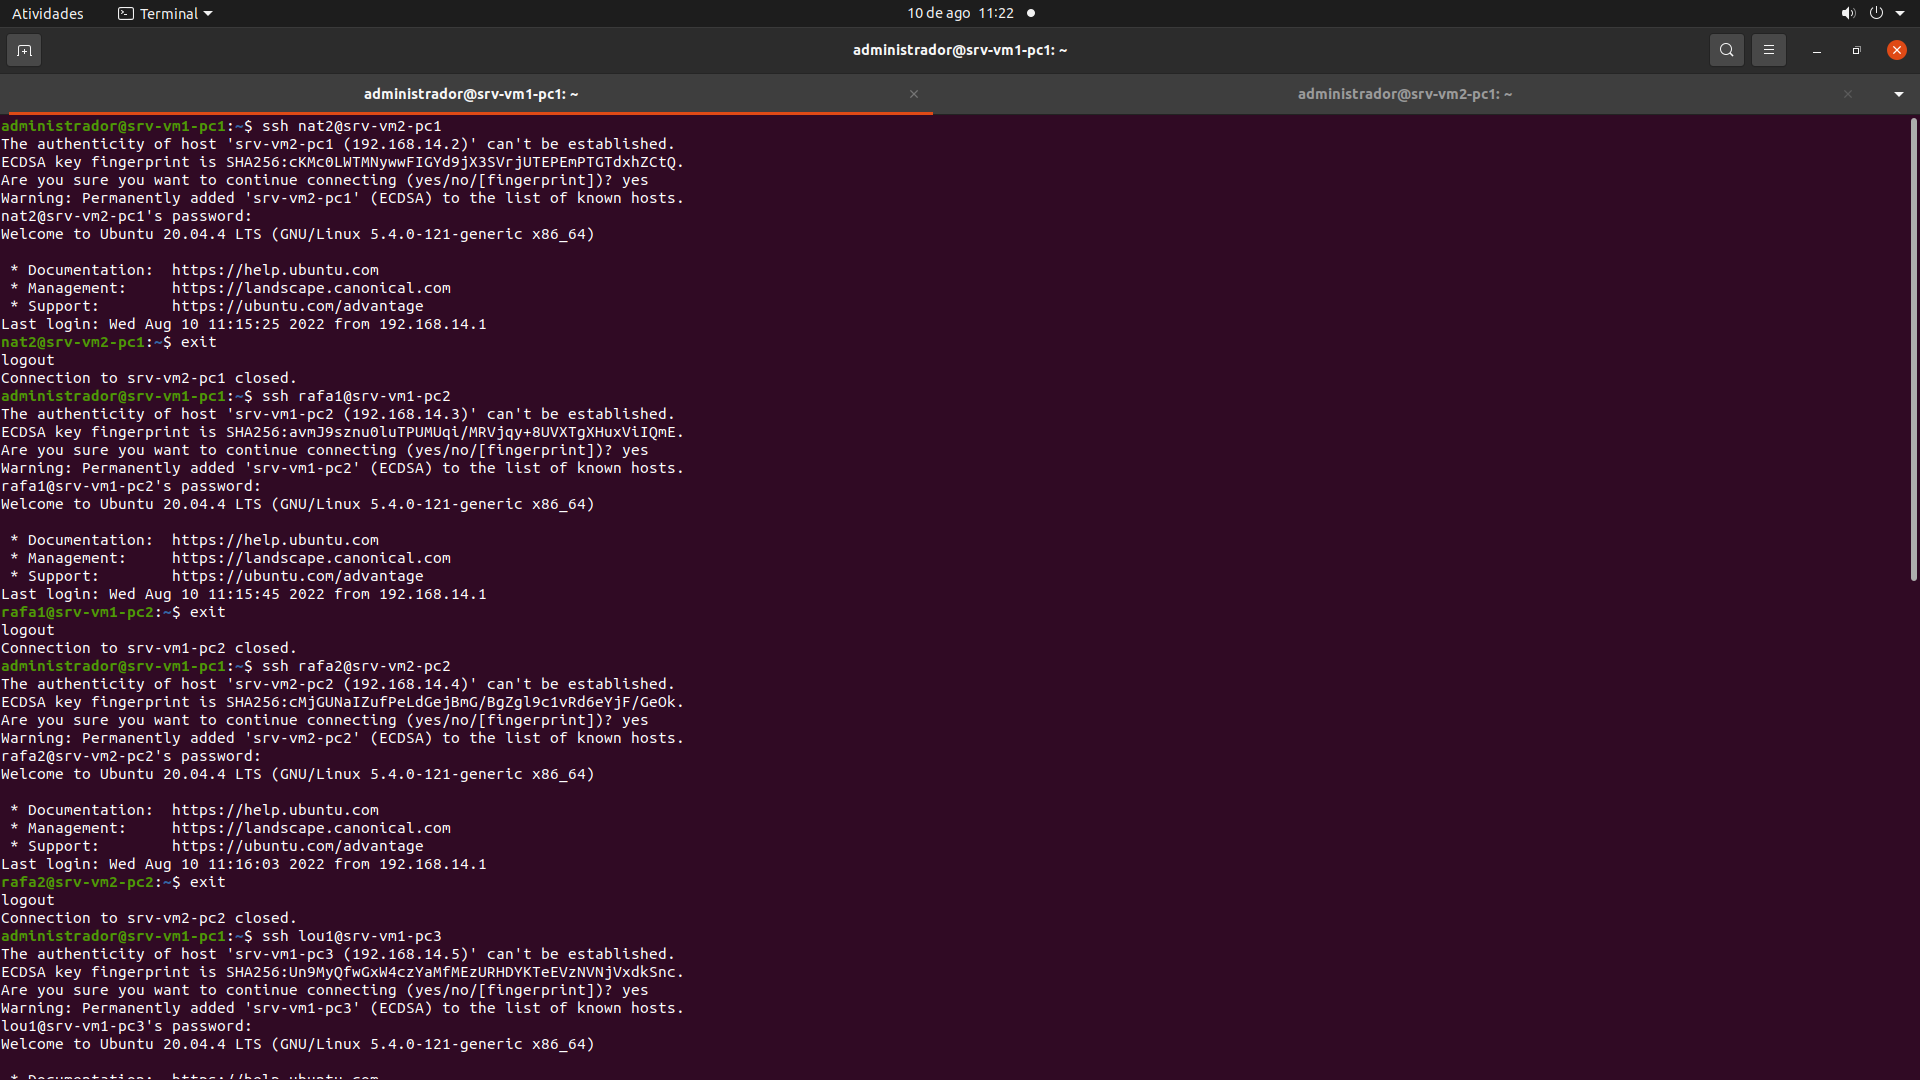 Atividades Terminal 10 de ago 11:22
administrador@srv-vm1-pc1: ~
administrador@srv-vm1-pc1: ~ administrador@srv-vm2-pc1: ~
administrador@srv-vm1-pc1:~$ ssh nat2@srv-vm2-pc1
The authenticity of host 'srv-vm2-pc1 (192.168.14.2)' can't be established.
ECDSA key fingerprint is SHA256:cKMc0LWTMNywwFIGYd9jX3SVrjUTEPEmPTGTdxhZCtQ.
Are you sure you want to continue connecting (yes/no/[fingerprint])? yes
Warning: Permanently added 'srv-vm2-pc1' (ECDSA) to the list of known hosts.
nat2@srv-vm2-pc1's password:
Welcome to Ubuntu 20.04.4 LTS (GNU/Linux 5.4.0-121-generic x86_64)

 * Documentation:  https://help.ubuntu.com
 * Management:     https://landscape.canonical.com
 * Support:        https://ubuntu.com/advantage
Last login: Wed Aug 10 11:15:25 2022 from 192.168.14.1
nat2@srv-vm2-pc1:~$ exit
logout
Connection to srv-vm2-pc1 closed.
administrador@srv-vm1-pc1:~$ ssh rafa1@srv-vm1-pc2
The authenticity of host 'srv-vm1-pc2 (192.168.14.3)' can't be established.
ECDSA key fingerprint is SHA256:avmJ9sznu0luTPUMUqi/MRVjqy+8UVXTgXHuxViIQmE.
Are you sure you want to continue connecting (yes/no/[fingerprint])? yes
Warning: Permanently added 'srv-vm1-pc2' (ECDSA) to the list of known hosts.
rafa1@srv-vm1-pc2's password:
Welcome to Ubuntu 20.04.4 LTS (GNU/Linux 5.4.0-121-generic x86_64)

 * Documentation:  https://help.ubuntu.com
 * Management:     https://landscape.canonical.com
 * Support:        https://ubuntu.com/advantage
Last login: Wed Aug 10 11:15:45 2022 from 192.168.14.1
rafa1@srv-vm1-pc2:~$ exit
logout
Connection to srv-vm1-pc2 closed.
administrador@srv-vm1-pc1:~$ ssh rafa2@srv-vm2-pc2
The authenticity of host 'srv-vm2-pc2 (192.168.14.4)' can't be established.
ECDSA key fingerprint is SHA256:cMjGUNaIZufPeLdGejBmG/BgZgl9c1vRd6eYjF/GeOk.
Are you sure you want to continue connecting (yes/no/[fingerprint])? yes
Warning: Permanently added 'srv-vm2-pc2' (ECDSA) to the list of known hosts.
rafa2@srv-vm2-pc2's password:
Welcome to Ubuntu 20.04.4 LTS (GNU/Linux 5.4.0-121-generic x86_64)

 * Documentation:  https://help.ubuntu.com
 * Management:     https://landscape.canonical.com
 * Support:        https://ubuntu.com/advantage
Last login: Wed Aug 10 11:16:03 2022 from 192.168.14.1
rafa2@srv-vm2-pc2:~$ exit
logout
Connection to srv-vm2-pc2 closed.
administrador@srv-vm1-pc1:~$ ssh lou1@srv-vm1-pc3
The authenticity of host 'srv-vm1-pc3 (192.168.14.5)' can't be established.
ECDSA key fingerprint is SHA256:Un9MyQfwGxW4czYaMfMEzURHDYKTeEVzNVNjVxdkSnc.
Are you sure you want to continue connecting (yes/no/[fingerprint])? yes
Warning: Permanently added 'srv-vm1-pc3' (ECDSA) to the list of known hosts.
lou1@srv-vm1-pc3's password:
Welcome to Ubuntu 20.04.4 LTS (GNU/Linux 5.4.0-121-generic x86_64)

 * Documentation:  https://help.ubuntu.com